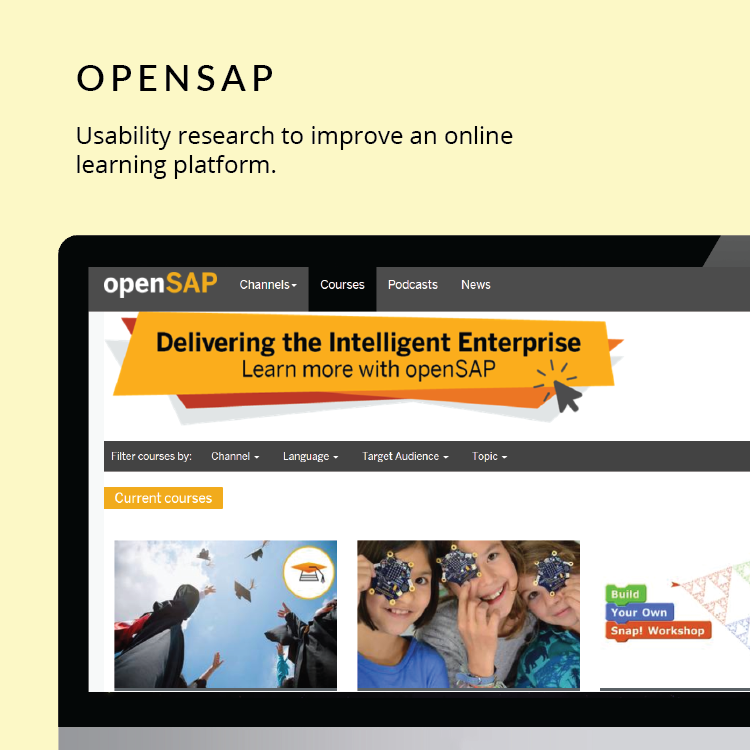 OPENSAP
Usability research to improve an online
learning platform.
openSAP Channels Courses Podcasts News
Delivering the Intelligent Enterprise
Learn more with openSAP
Filter courses by: Channel Language Target Audience Topic
Current courses
Build
Your Own
Snap! Workshop